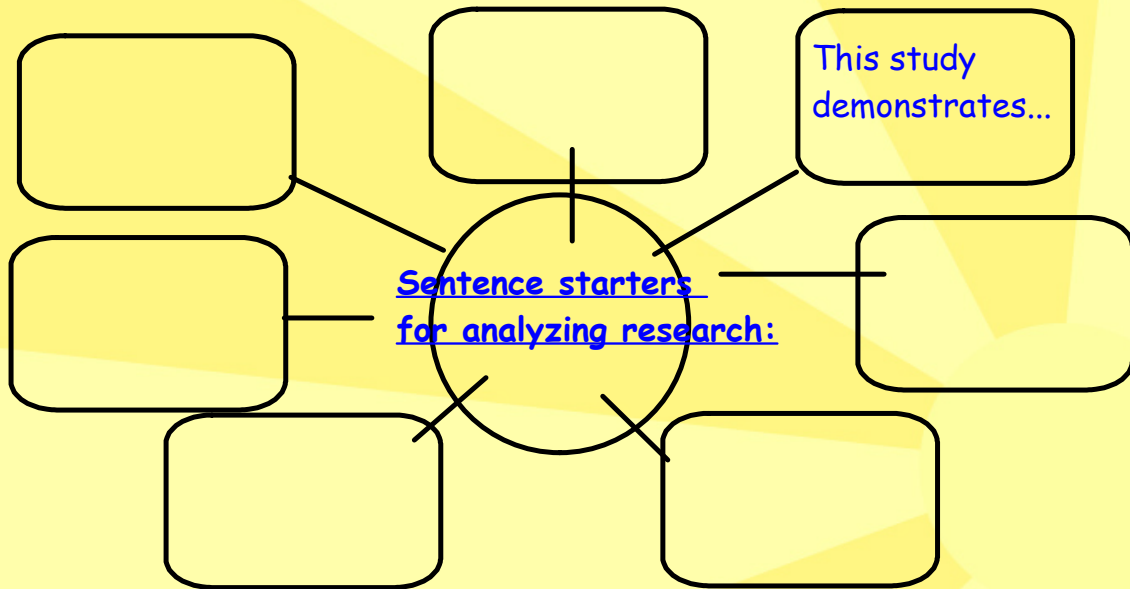 This study
demonstrates...
Sentence starters
for analyzing research: